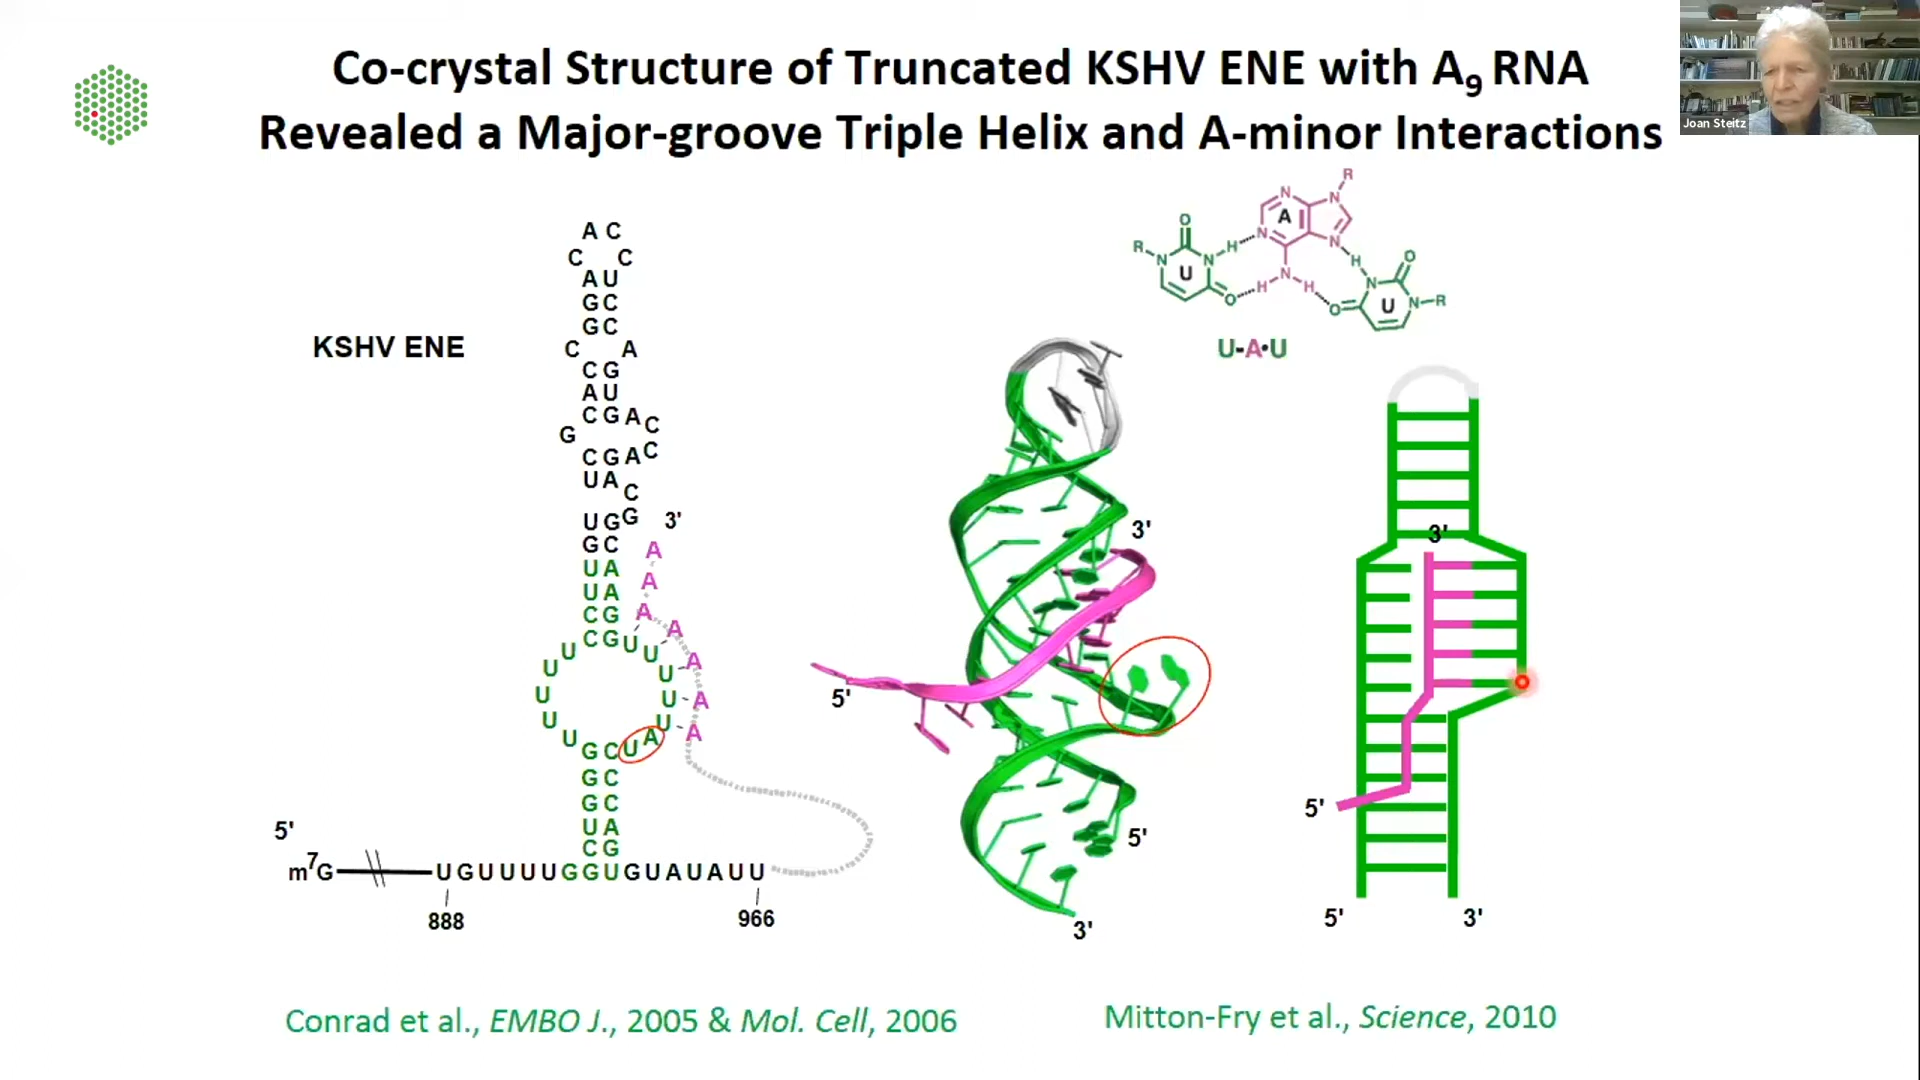 Co-crystal Structure of Truncated KSHV ENE with A9 RNA
Revealed a Major-groove Triple Helix and A-minor Interactions
Joan Steitz
KSHV ENE
A C
C C
A U
G C
G C
C A
C G
A U
C G A C
G
C G A C
U A C
U G G 3'
G C A
U A A
U A
C G A
C G U A
U U A
U U A
U U A
U U A
U A
G C U A
G C
G C
U A
C G
5'
m7G
U G U U U U G G U G U A U A U U
888
966
R
N
N
A
N
N
O
H
R
N
N
U
O
H
N
H
H
N
O
O
U
N
R
U-A•U
3'
5'
5'
3'
3'
5'
5'
3'
Conrad et al., EMBO J., 2005 & Mol. Cell, 2006
Mitton-Fry et al., Science, 2010